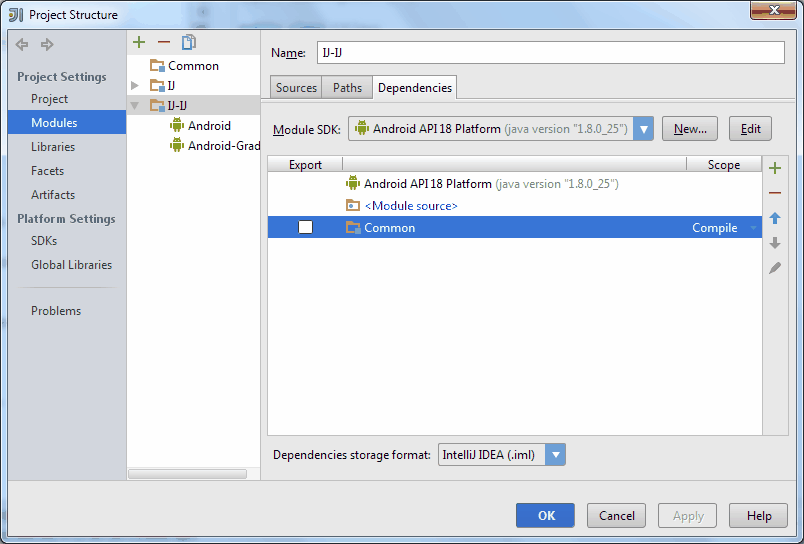 Project Structure
Project Settings
Project
Modules
Libraries
Facets
Artifacts
Platform Settings
SDKs
Global Libraries
Problems
Common
IJ
IJ-IJ
Android
Android-Grad
Name: IJ-IJ
Sources Paths Dependencies
Module SDK: Android API 18 Platform (java version "1.8.0_25") New... Edit
Export Scope
Android API 18 Platform (java version "1.8.0_25")
<Module source>
Common Compile
Dependencies storage format: IntelliJ IDEA (.iml)
OK Cancel Apply Help